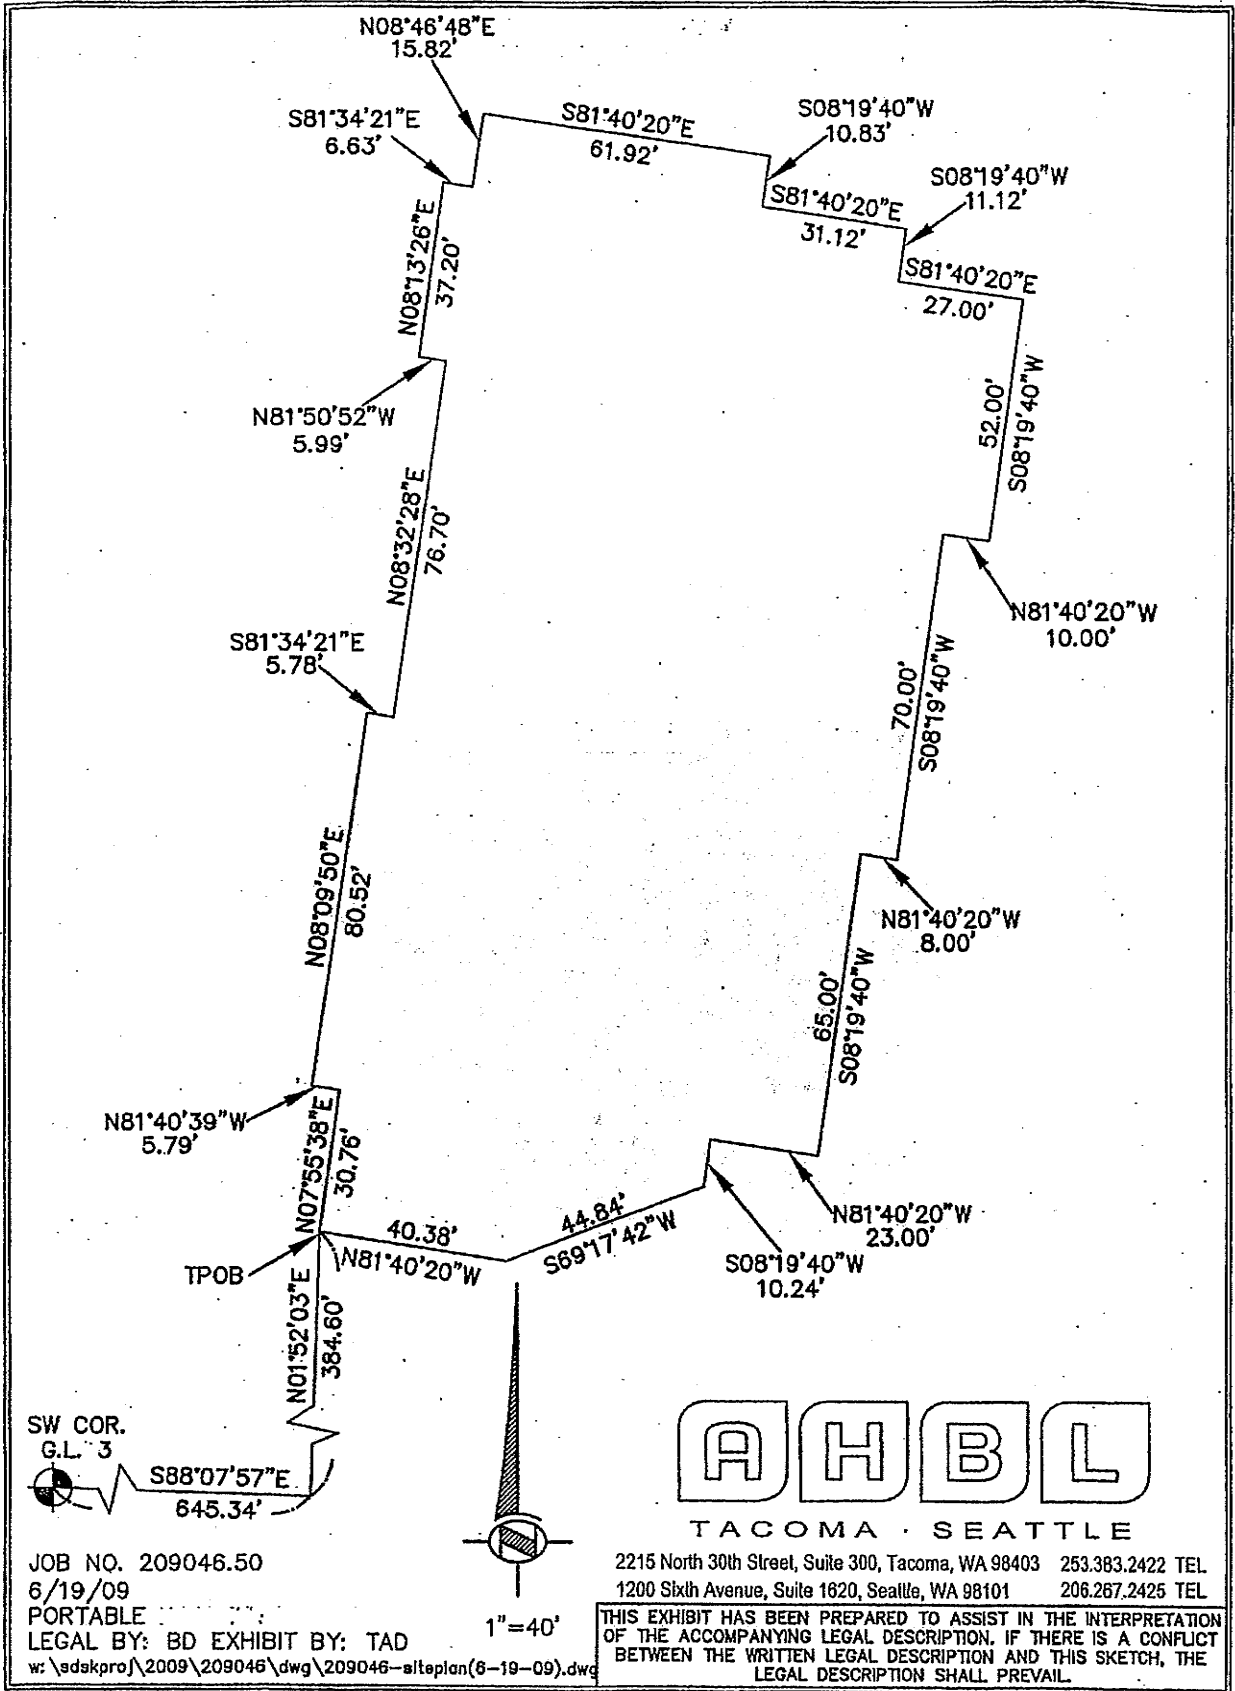 N08°46'48"E
15.82'
S81°34'21"E
6.63'
S81°40'20"E
61.92'
S08°19'40"W
10.83'
S08°19'40"W
11.12'
S81°40'20"E
31.12'
S81°40'20"E
27.00'
N08°13'26"E
37.20'
52.00'
S08°19'40"W
N81°50'52"W
5.99'
N08°32'28"E
76.70'
N81°40'20"W
10.00'
S81°34'21"E
5.78'
70.00'
S08°19'40"W
N08°09'50"E
80.52'
N81°40'20"W
8.00'
65.00'
S08°19'40"W
N81°40'39"W
5.79'
N07°55'38"E
30.76'
N81°40'20"W
23.00'
44.84'
S69°17'42"W
40.38'
N81°40'20"W
S08°19'40"W
10.24'
TPOB
N01°52'03"E
384.60'
SW COR.
G.L. 3
S88°07'57"E
645.34'
N
1"=40'
AHBL
TACOMA · SEATTLE
2215 North 30th Street, Suite 300, Tacoma, WA 98403 253.383.2422 TEL
1200 Sixth Avenue, Suite 1620, Seattle, WA 98101 206.267.2425 TEL
JOB NO. 209046.50
6/19/09
PORTABLE
LEGAL BY: BD EXHIBIT BY: TAD
w:\sdskproj\2009\209046\dwg\209046-siteplan(6-19-09).dwg
THIS EXHIBIT HAS BEEN PREPARED TO ASSIST IN THE INTERPRETATION
OF THE ACCOMPANYING LEGAL DESCRIPTION. IF THERE IS A CONFLICT
BETWEEN THE WRITTEN LEGAL DESCRIPTION AND THIS SKETCH, THE
LEGAL DESCRIPTION SHALL PREVAIL.